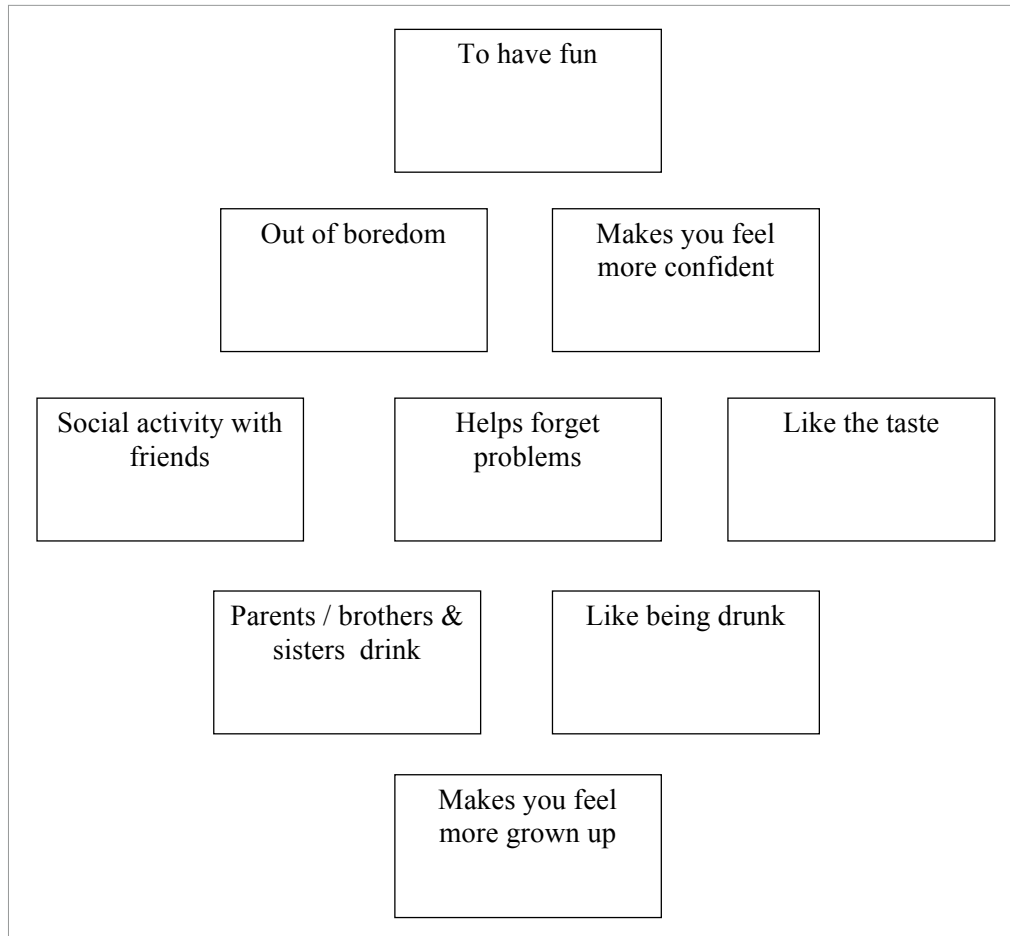 To have fun
Out of boredom
Makes you feel
more confident
Social activity with
friends
Helps forget
problems
Like the taste
Parents / brothers &
sisters  drink
Like being drunk
Makes you feel
more grown up